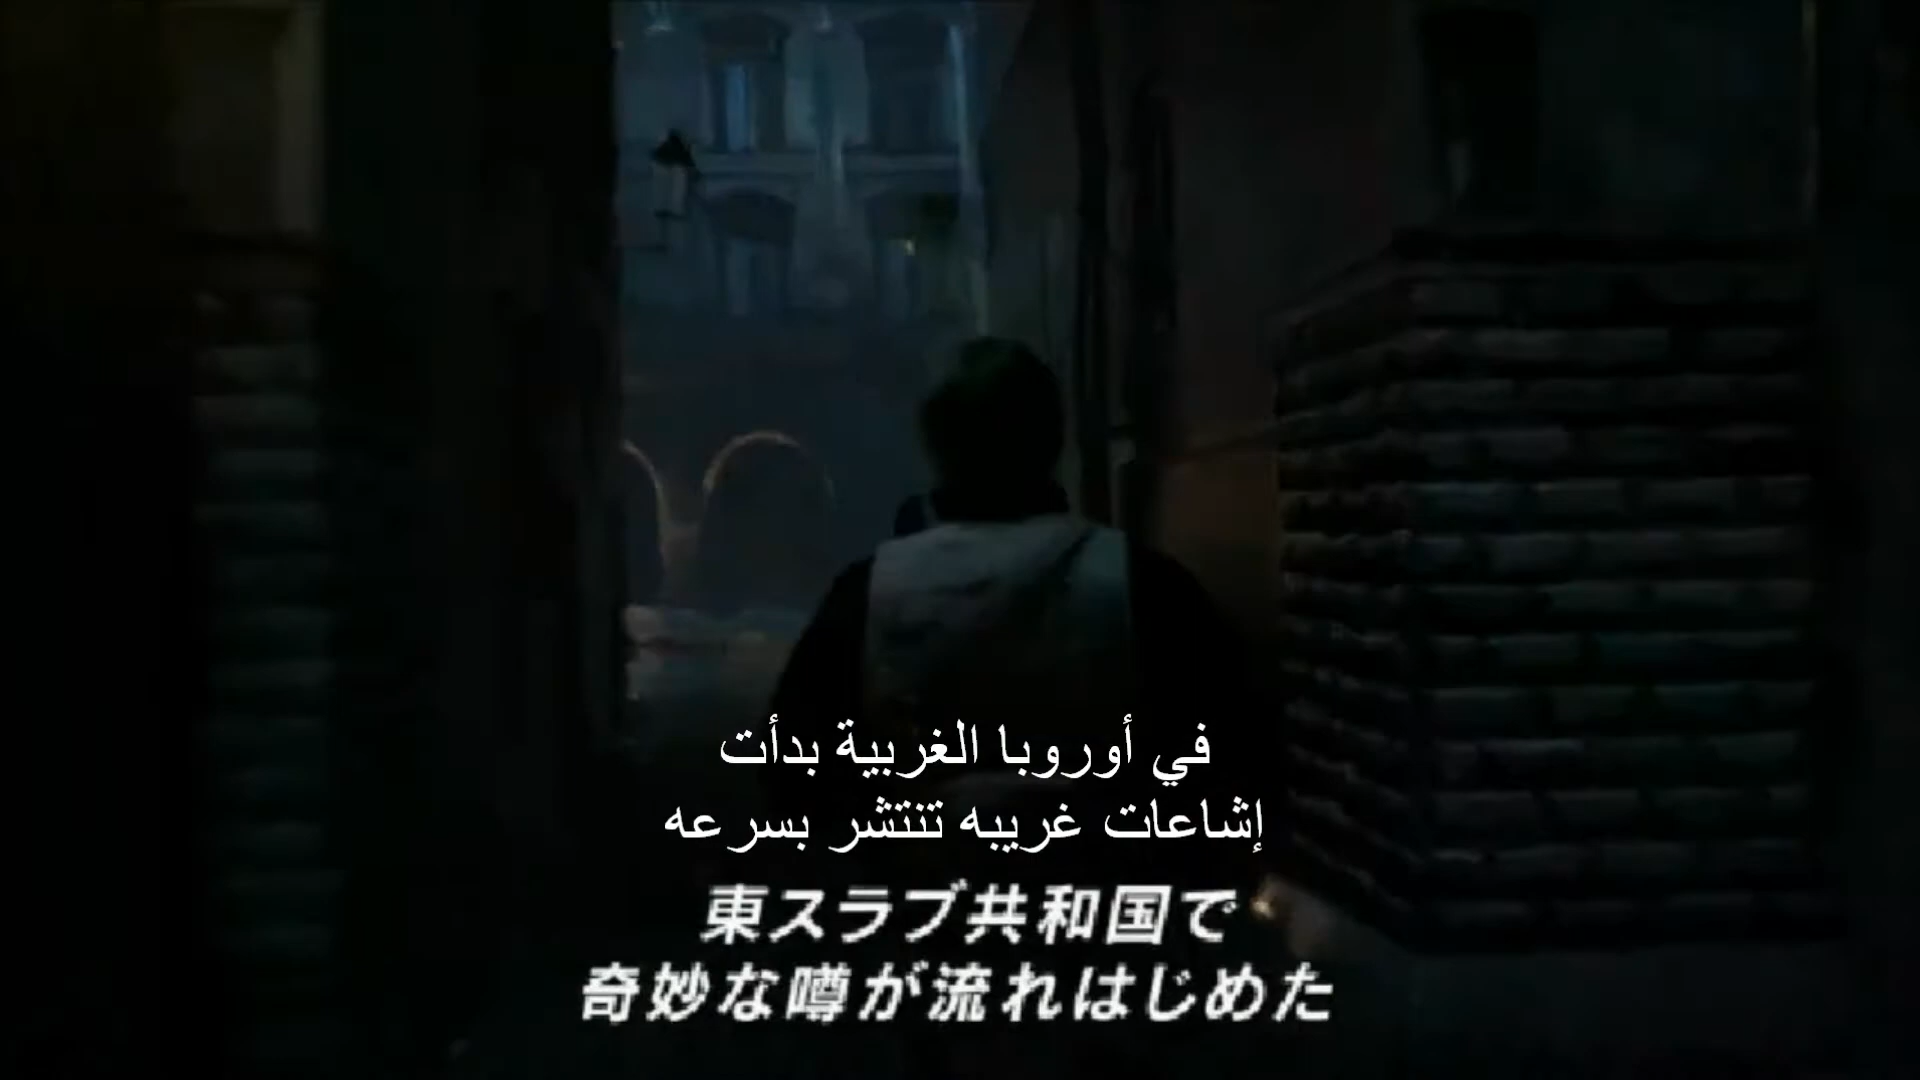 في أوروبا الغربية بدأت
إشاعات غريبه تنتشر بسرعه
東スラブ共和国で
奇妙な噂が流れはじめた